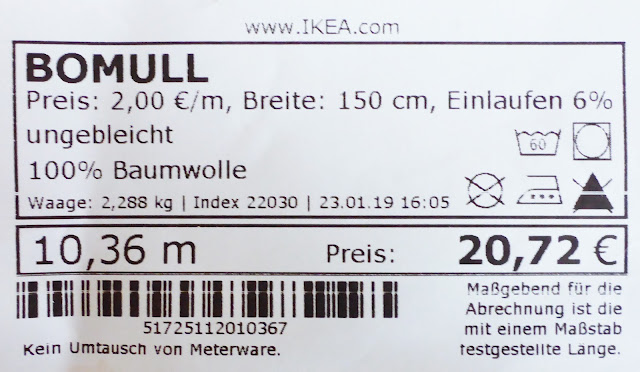 www.IKEA.com
BOMULL
Preis: 2,00 €/m, Breite: 150 cm, Einlaufen 6%
ungebleicht
60
100% Baumwolle
Waage: 2,288 kg | Index 22030 | 23.01.19 16:05
10,36 m Preis: 20,72 €
51725112010367
Kein Umtausch von Meterware.
Maßgebend für die
Abrechnung ist die
mit einem Maßstab
festgestellte Länge.